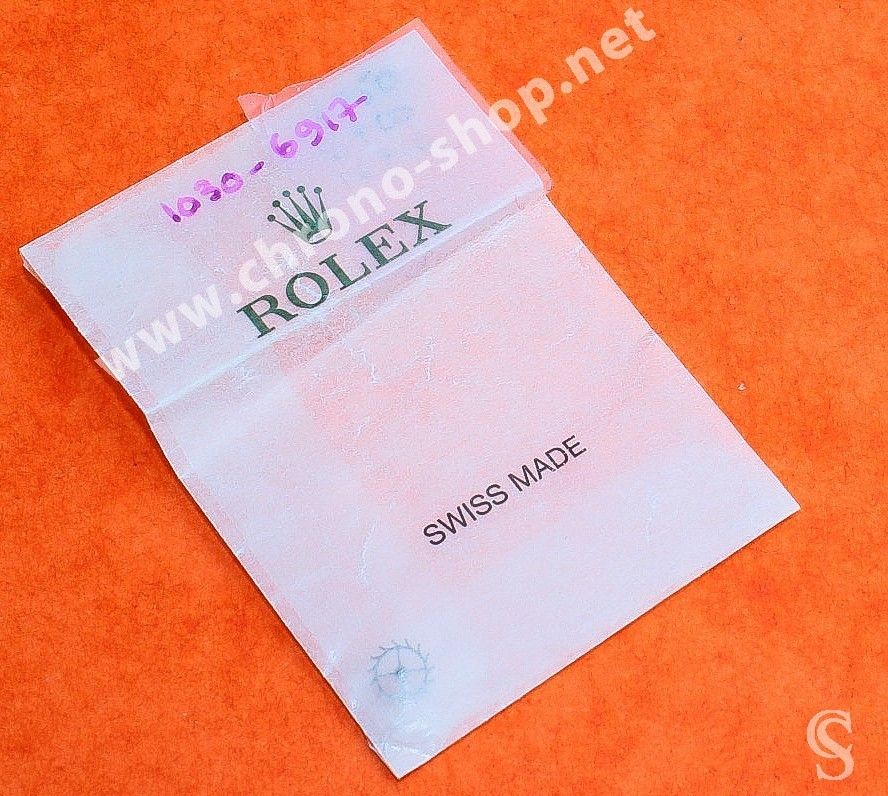 1030-6917
ROLEX
SWISS MADE
www.chrono-shop.net